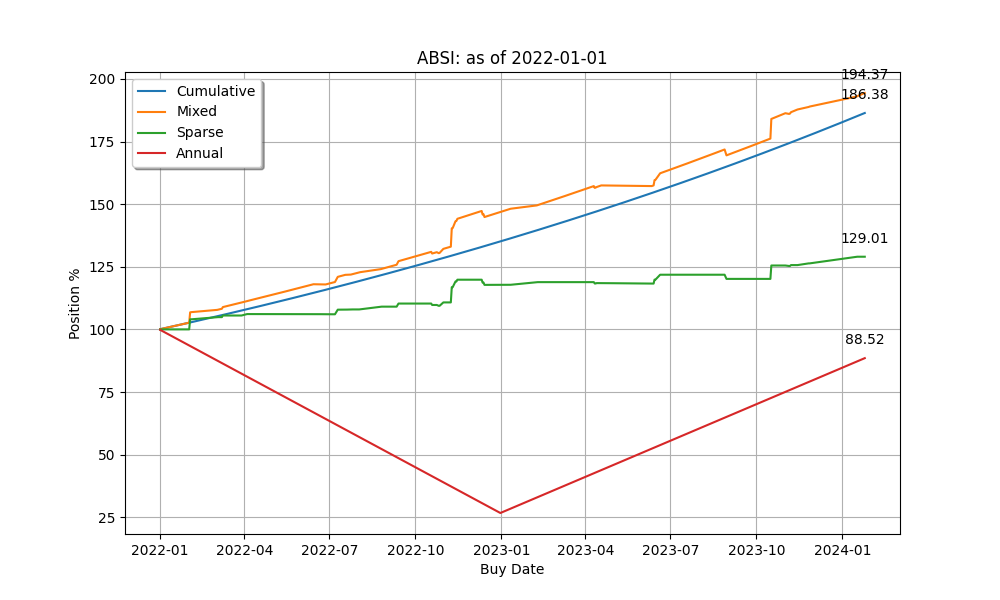 ABSI: as of 2022-01-01
Cumulative
Mixed
Sparse
Annual
194.37
186.38
129.01
88.52
200
175
150
125
100
75
50
25
Position %
2022-01 2022-04 2022-07 2022-10 2023-01 2023-04 2023-07 2023-10 2024-01
Buy Date